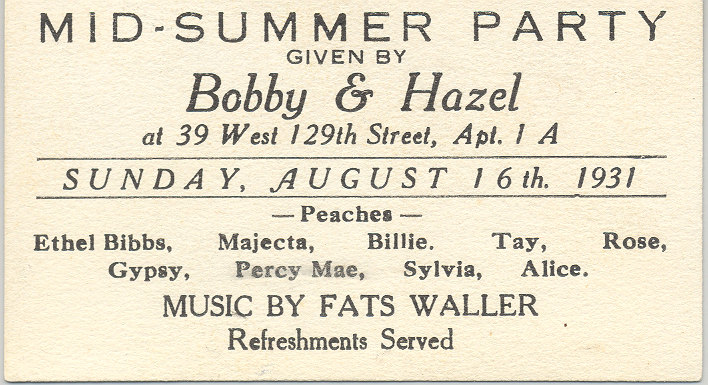 MID-SUMMER PARTY
GIVEN BY
Bobby & Hazel
at 39 West 129th Street, Apt. 1 A
SUNDAY, AUGUST 16th. 1931
— Peaches —
Ethel Bibbs, Majecta, Billie. Tay, Rose,
Gypsy, Percy Mae, Sylvia, Alice.
MUSIC BY FATS WALLER
Refreshments Served